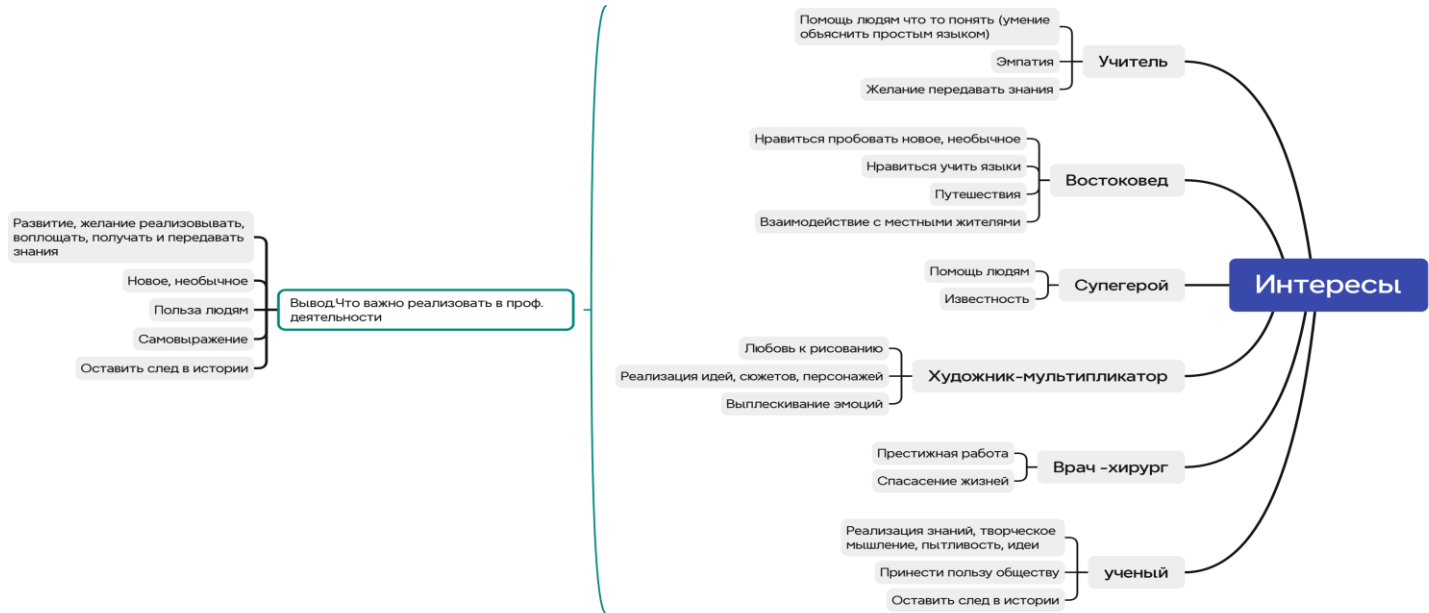 Интересы
Учитель
Помощь людям что то понять (умение
объяснить простым языком)
Эмпатия
Желание передавать знания
Востоковед
Нравиться пробовать новое, необычное
Нравиться учить языки
Путешествия
Взаимодействие с местными жителями
Супегерой
Помощь людям
Известность
Художник-мультипликатор
Любовь к рисованию
Реализация идей, сюжетов, персонажей
Выплескивание эмоций
Врач -хирург
Престижная работа
Спасасение жизней
ученый
Реализация знаний, творческое
мышление, пытливость, идеи
Принести пользу обществу
Оставить след в истории
Вывод.Что важно реализовать в проф.
деятельности
Развитие, желание реализовывать,
воплощать, получать и передавать
знания
Новое, необычное
Польза людям
Самовыражение
Оставить след в истории